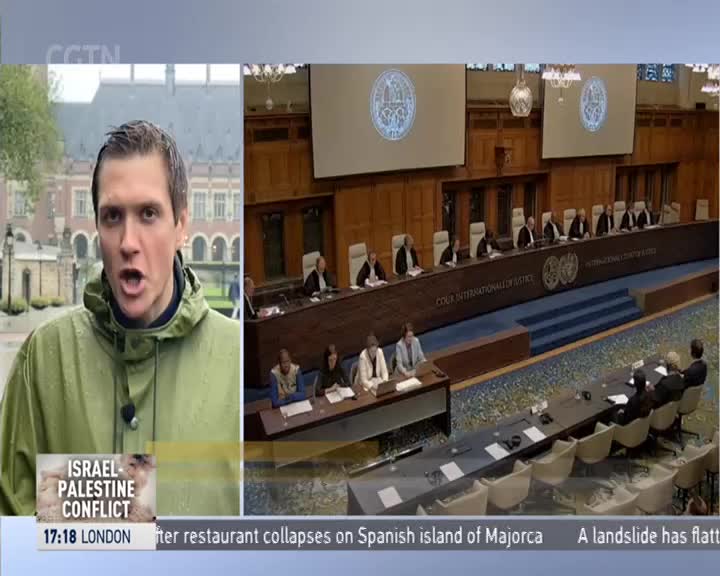 CGTN
COUR INTERNATIONALE DE JUSTICE
INTERNATIONAL COURT OF JUSTICE
ISRAEL-
PALESTINE
CONFLICT
17:18 LONDON
fter restaurant collapses on Spanish island of Majorca
A landslide has flatt